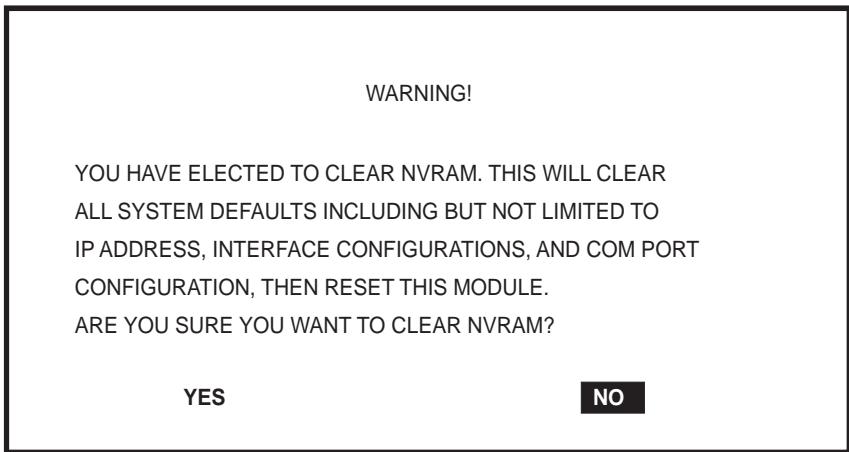 WARNING!
YOU HAVE ELECTED TO CLEAR NVRAM. THIS WILL CLEAR
ALL SYSTEM DEFAULTS INCLUDING BUT NOT LIMITED TO
IP ADDRESS, INTERFACE CONFIGURATIONS, AND COM PORT
CONFIGURATION, THEN RESET THIS MODULE.
ARE YOU SURE YOU WANT TO CLEAR NVRAM?
YES NO